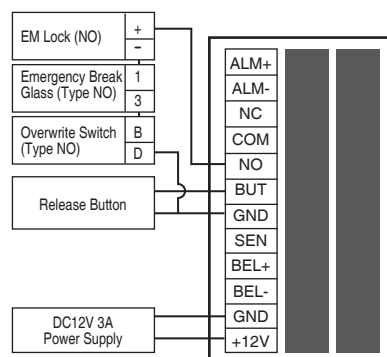 EM Lock (NO)
+
−
Emergency Break
Glass (Type NO)
1
3
Overwrite Switch
(Type NO)
B
D
Release Button
DC12V 3A
Power Supply
ALM+
ALM-
NC
COM
NO
BUT
GND
SEN
BEL+
BEL-
GND
+12V